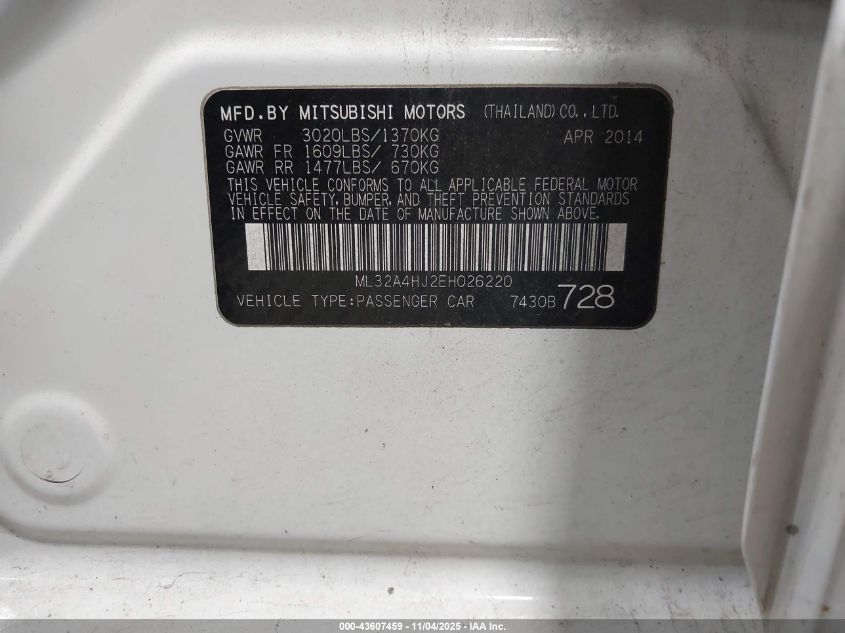 MFD.BY MITSUBISHI MOTORS (THAILAND) CO., LTD.
GVWR 3020LBS/1370KG APR 2014
GAWR FR 1609LBS/ 730KG
GAWR RR 1477LBS/ 670KG
THIS VEHICLE CONFORMS TO ALL APPLICABLE FEDERAL MOTOR
VEHICLE SAFETY, BUMPER, AND THEFT PREVENTION STANDARDS
IN EFFECT ON THE DATE OF MANUFACTURE SHOWN ABOVE.
ML32A4HJ2EH026220
VEHICLE TYPE:PASSENGER CAR 7430B 728
000-43607459 - 11/04/2025 - IAA Inc.